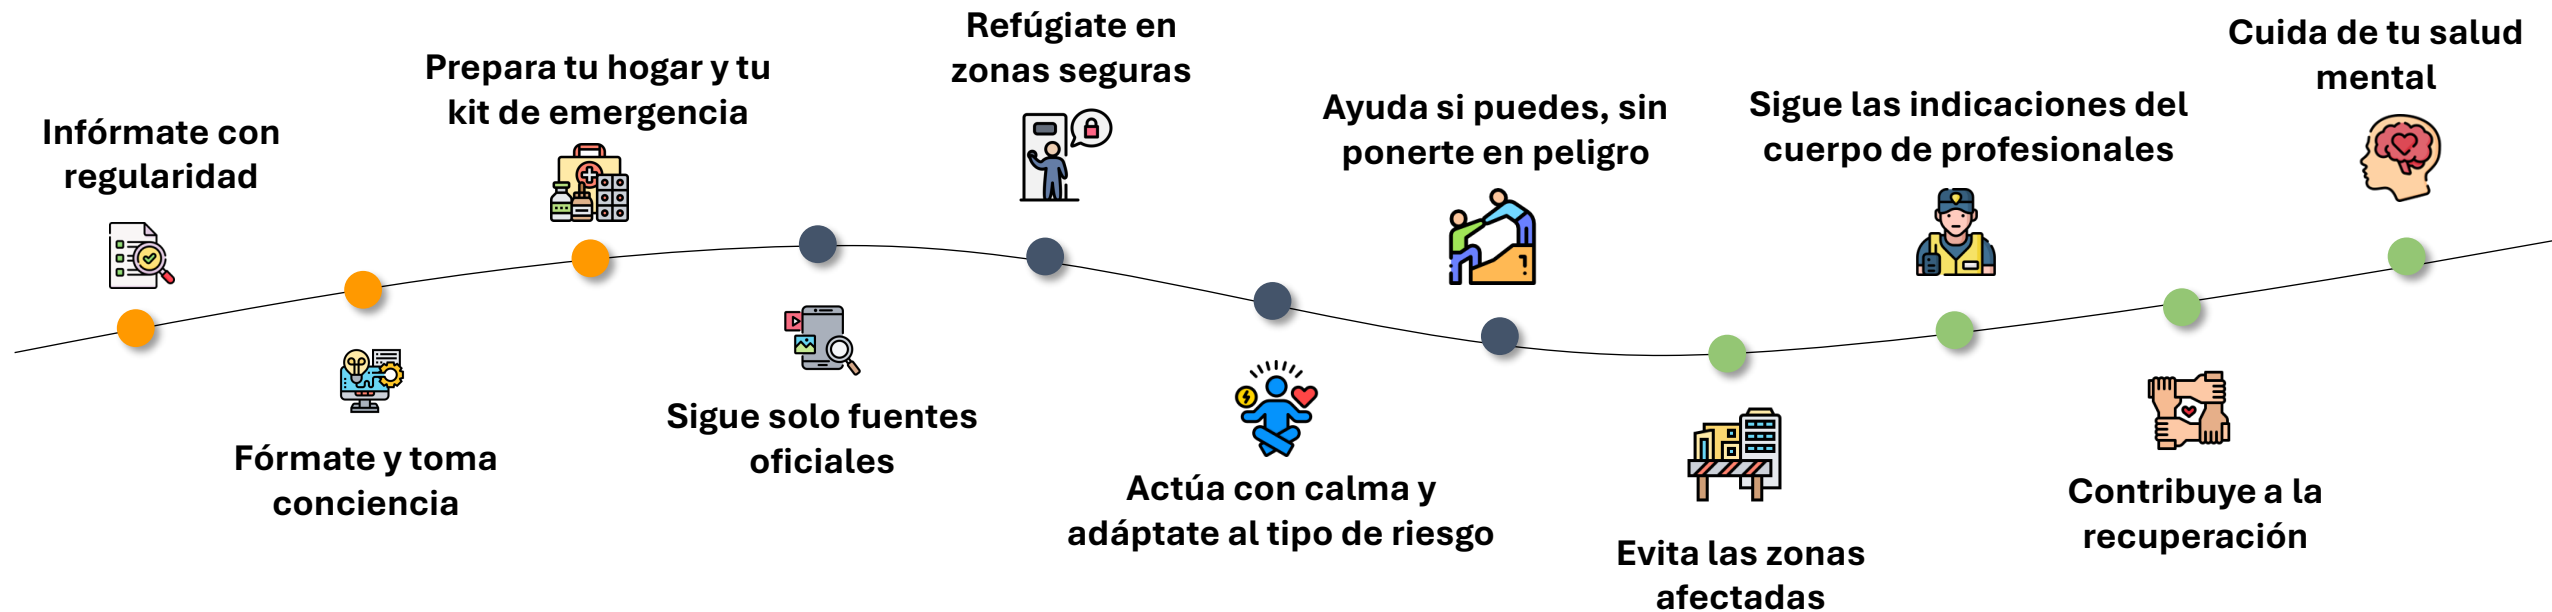 Infórmate con
regularidad
Fórmate y toma
conciencia
Prepara tu hogar y tu
kit de emergencia
Sigue solo fuentes
oficiales
Refúgiate en
zonas seguras
Actúa con calma y
adáptate al tipo de riesgo
Ayuda si puedes, sin
ponerte en peligro
Evita las zonas
afectadas
Sigue las indicaciones del
cuerpo de profesionales
Contribuye a la
recuperación
Cuida de tu salud
mental